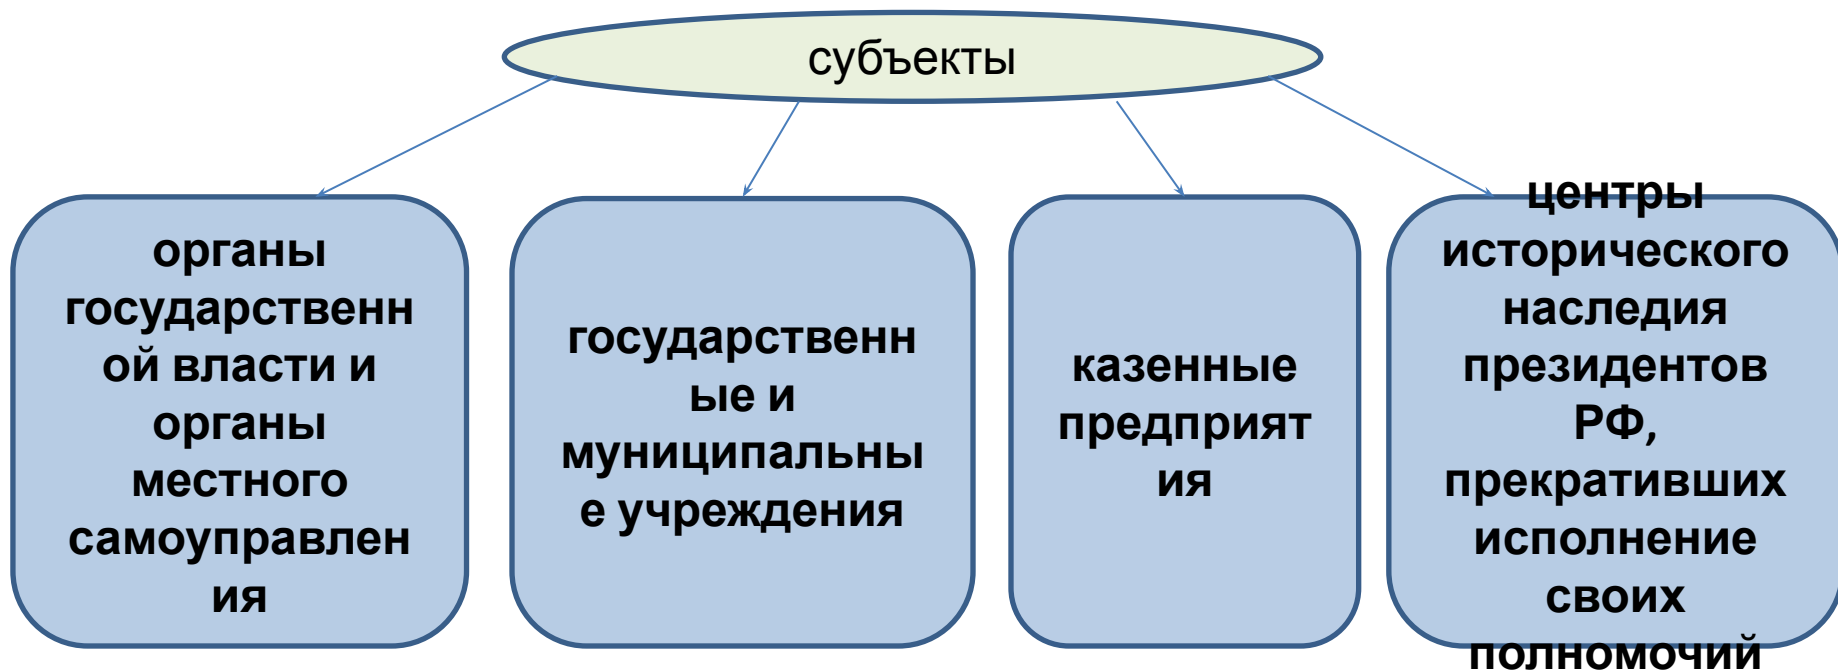 субъекты
органы
государственн
ой власти и
органы
местного
самоуправлен
ия
государственн
ые и
муниципальны
е учреждения
казенные
предприят
ия
центры
исторического
наследия
президентов
РФ,
прекративших
исполнение
своих
полномочий